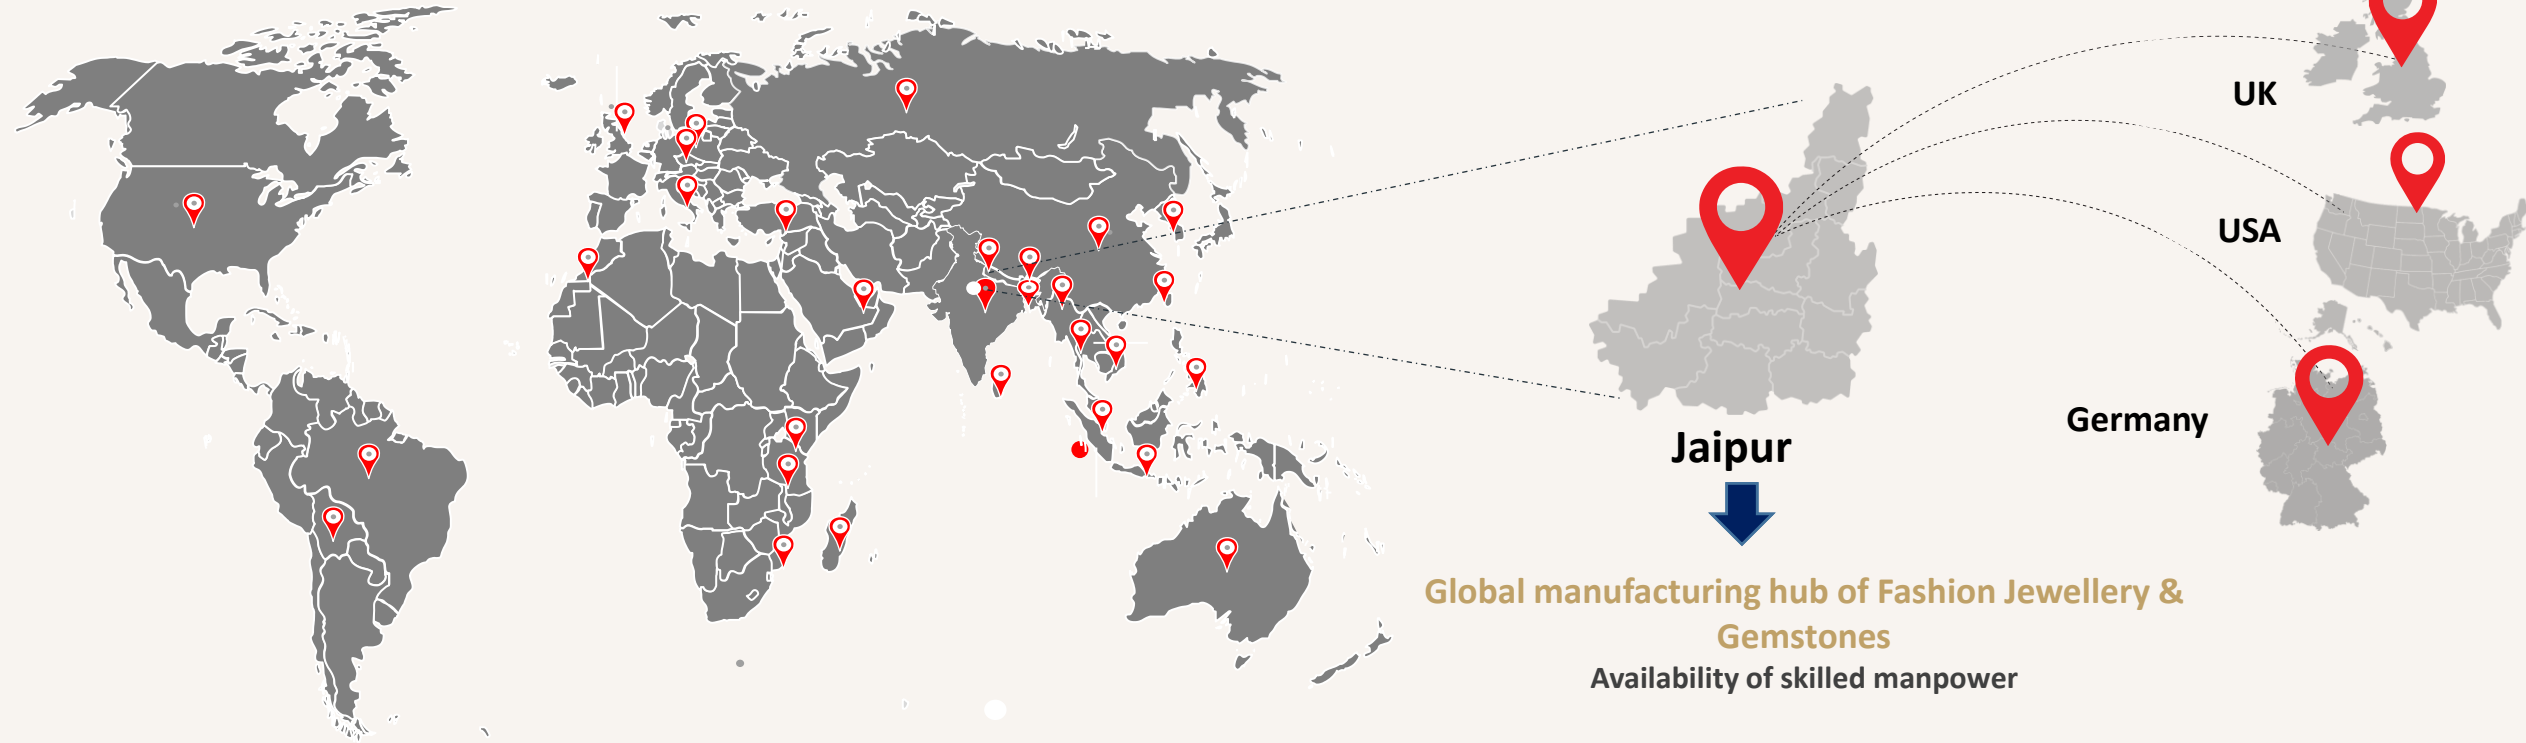 UK
USA
Germany
Jaipur
Global manufacturing hub of Fashion Jewellery &
Gemstones
Availability of skilled manpower